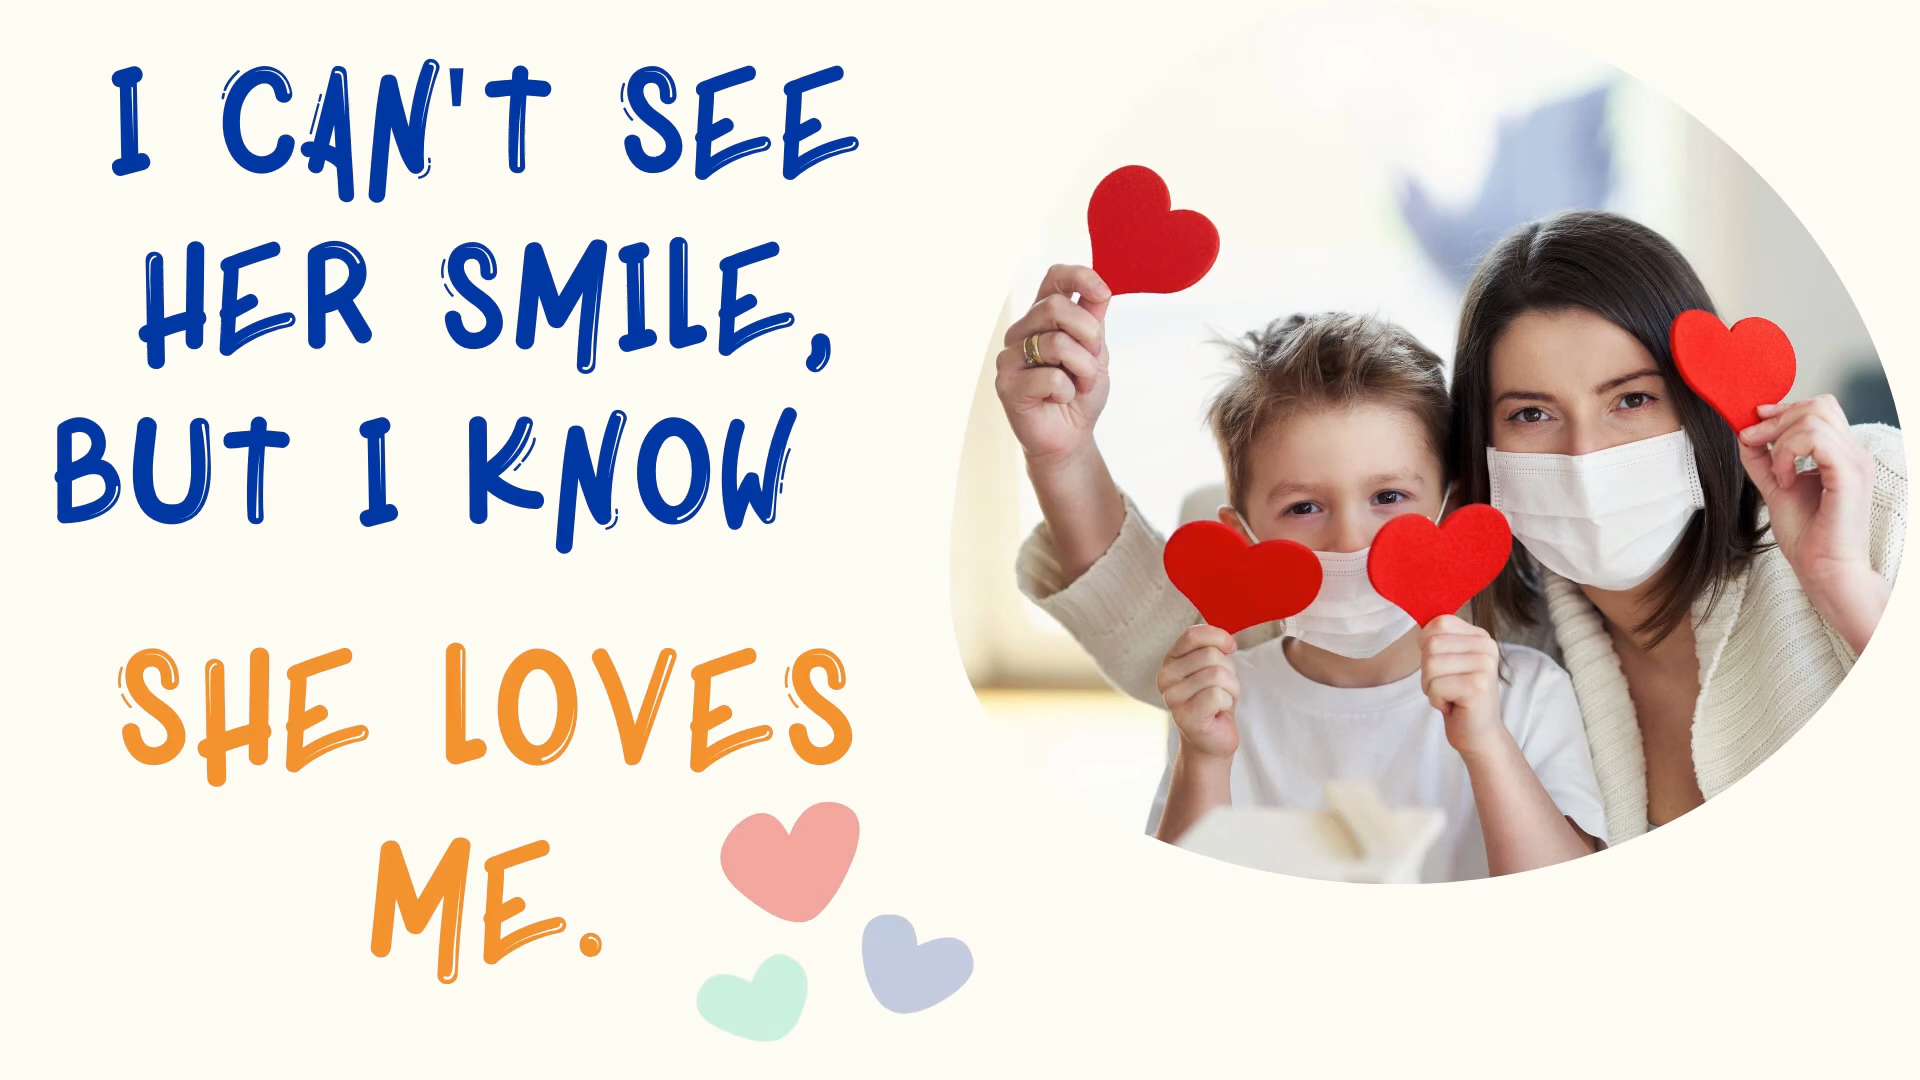 I CAN'T SEE
HER SMILE,
BUT I KNOW
SHE LOVES
ME.